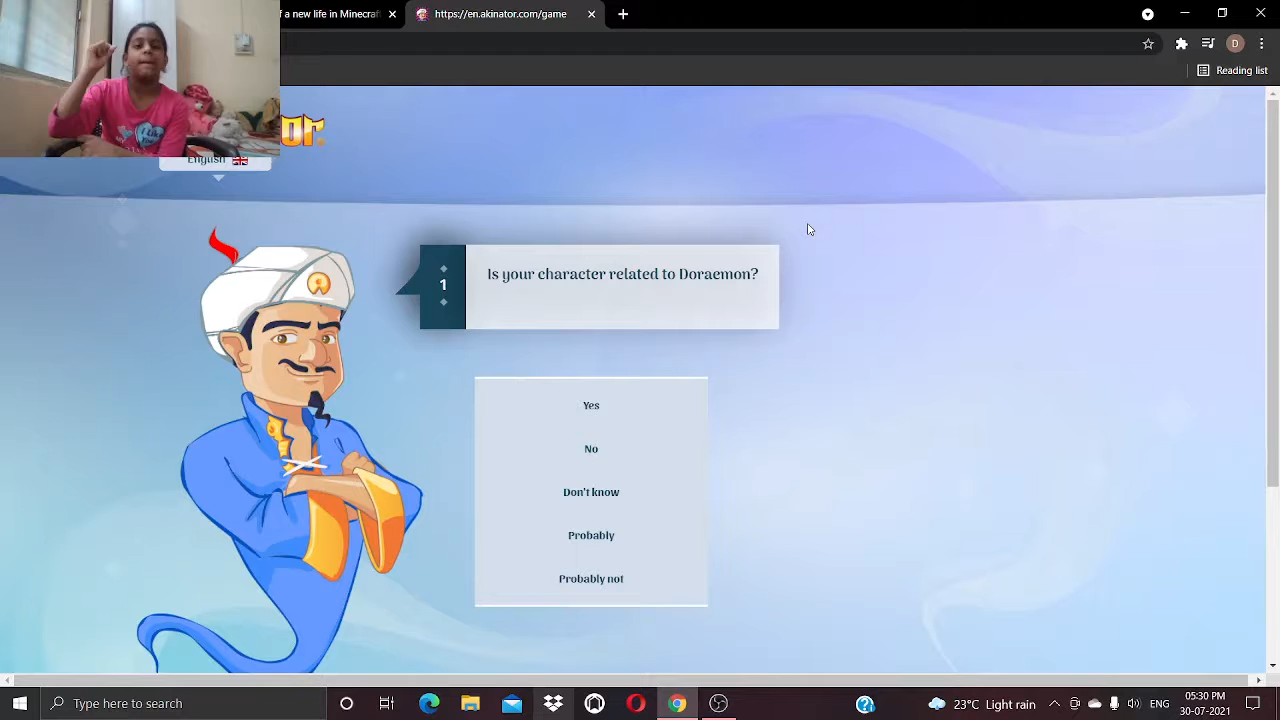 f a new life in Minecraft
https://en.akinator.com/game
D
Reading list
or.
English
1
Is your character related to Doraemon?
Yes
No
Don't know
Probably
Probably not
Type here to search
23°C Light rain
ENG
05:30 PM
30-07-2021